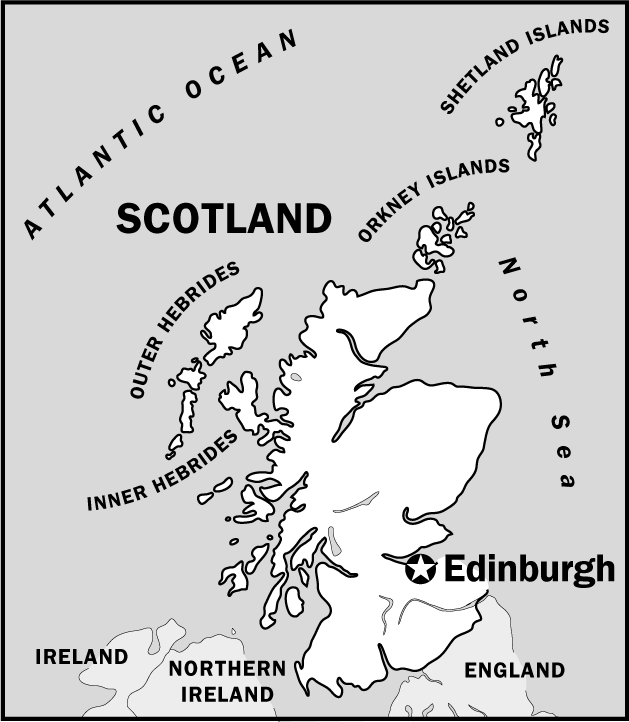 SHETLAND ISLANDS
ATLANTIC OCEAN
ORKNEY ISLANDS
SCOTLAND
North Sea
OUTER HEBRIDES
INNER HEBRIDES
Edinburgh
IRELAND
NORTHERN
IRELAND
ENGLAND